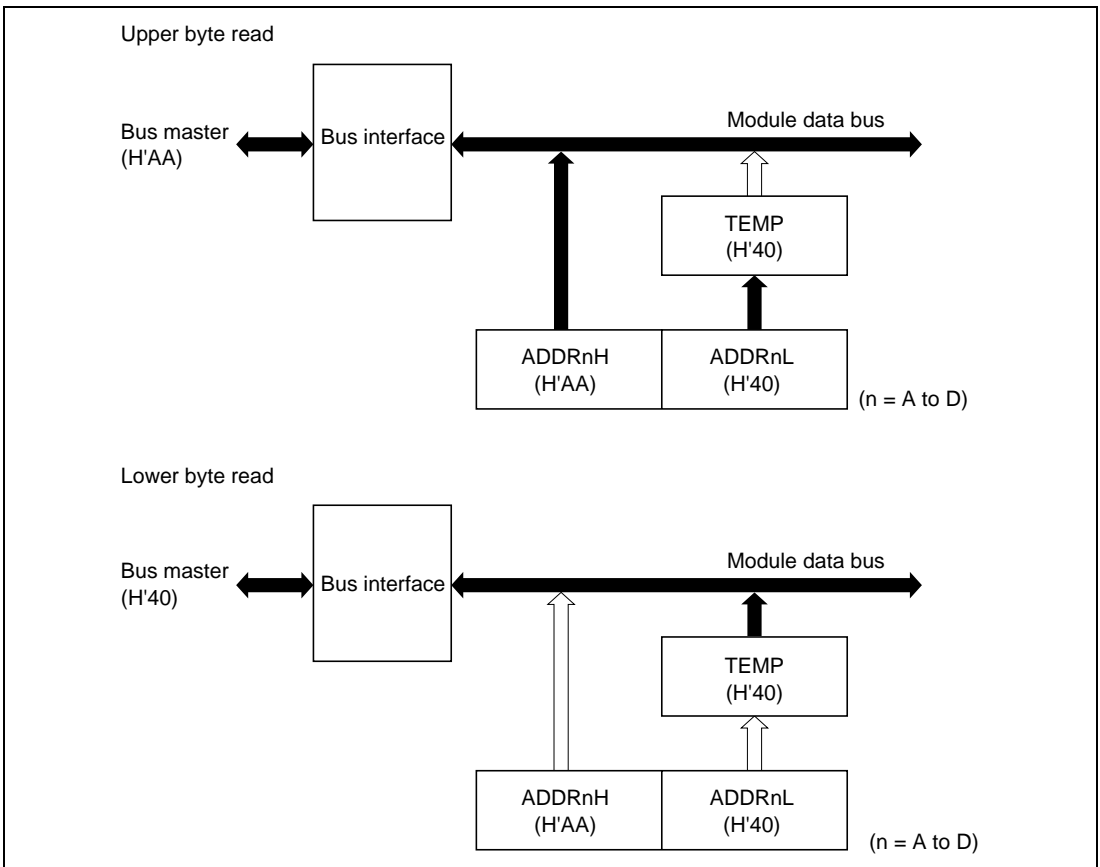 Upper byte read
Bus master
(H'AA)
Bus interface
Module data bus
TEMP
(H'40)
ADDRnH
(H'AA)
ADDRnL
(H'40)
(n = A to D)
Lower byte read
Bus master
(H'40)
Bus interface
Module data bus
TEMP
(H'40)
ADDRnH
(H'AA)
ADDRnL
(H'40)
(n = A to D)